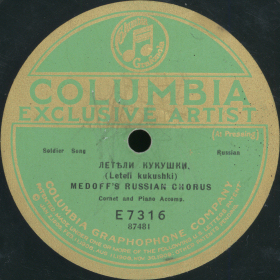 COLUMBIA
EXCLUSIVE ARTIST
Soldier Song
Russian
ЛЕТѢЛИ КУКУШКИ.
(Leteli kukushki)
MEDOFF'S RUSSIAN CHORUS
Cornet and Piano Accomp.
E7316
87481
COLUMBIA GRAPHOPHONE COMPANY